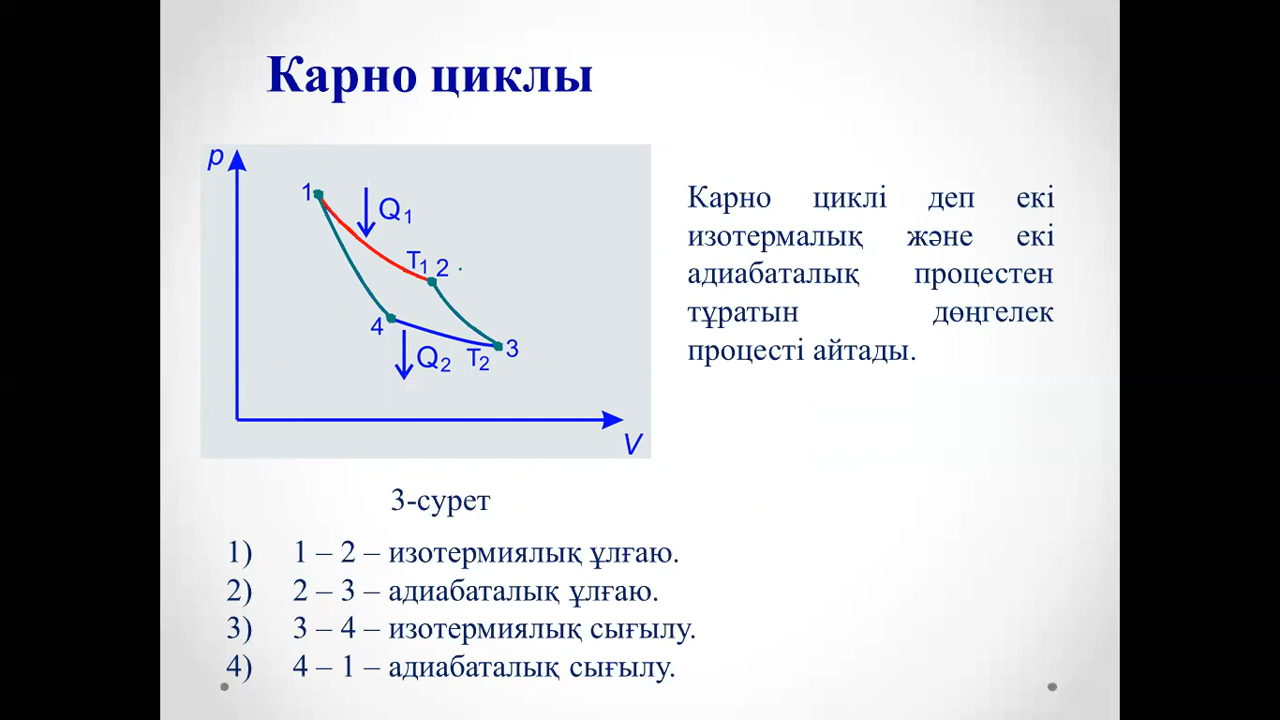 Карно циклы
p
1
Q1
T1 2
4
Q2 T2 3
V
Карно циклі деп екі
изотермалық және екі
адиабаталық процестен
тұратын дөңгелек
процесті айтады.
3-сурет
1) 1 – 2 – изотермиялық ұлғаю.
2) 2 – 3 – адиабаталық ұлғаю.
3) 3 – 4 – изотермиялық сығылу.
4) 4 – 1 – адиабаталық сығылу.